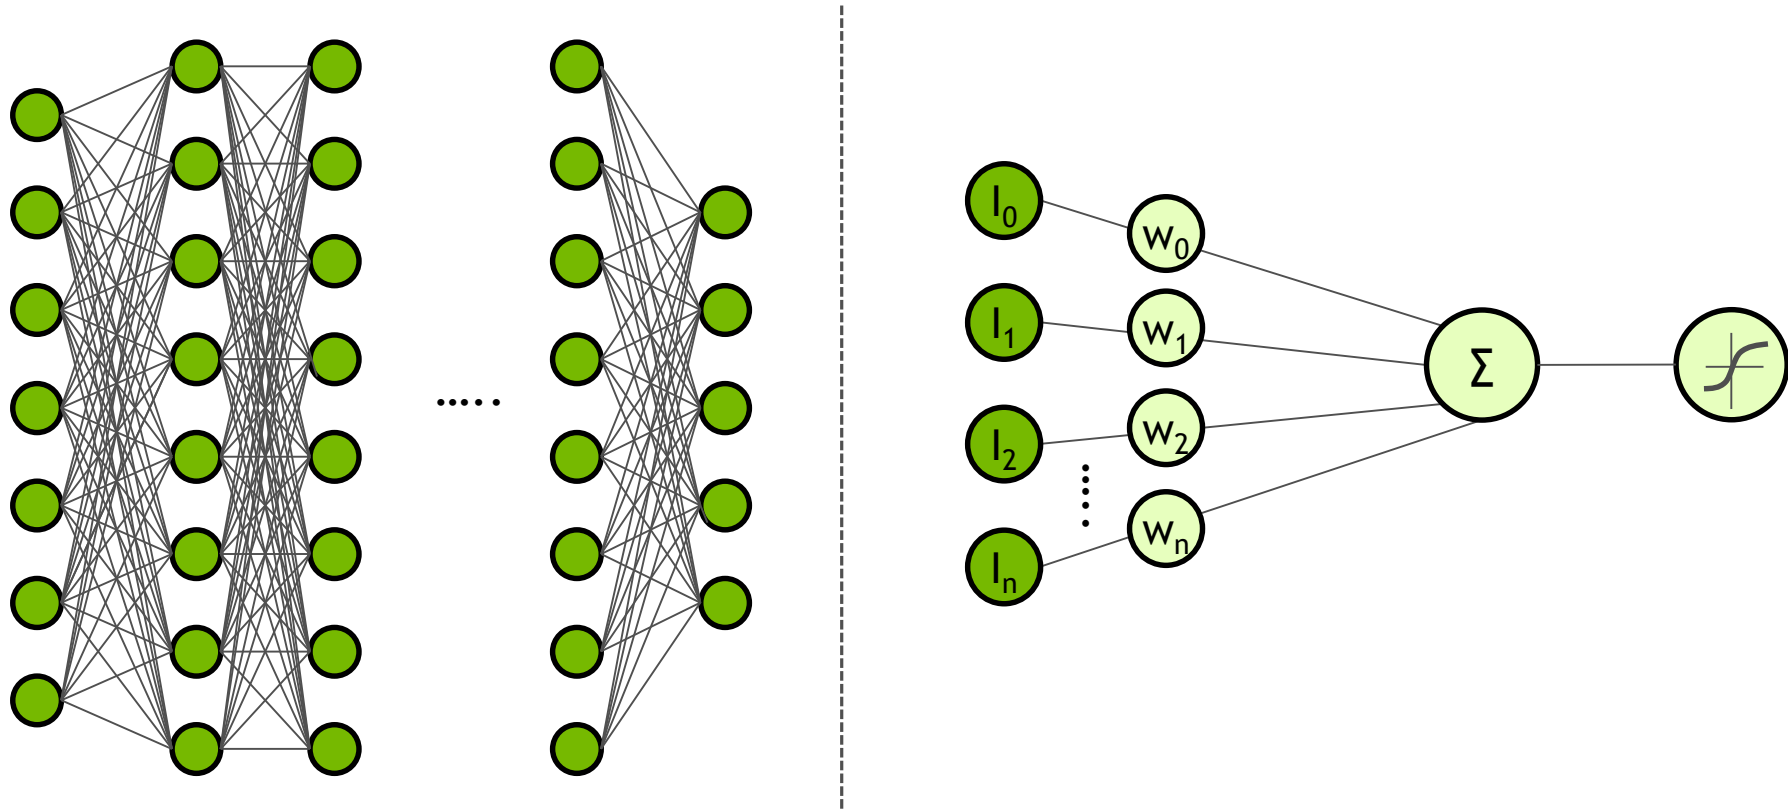 I₀
w₀
I₁
w₁
Σ
I₂
w₂
wₙ
Iₙ